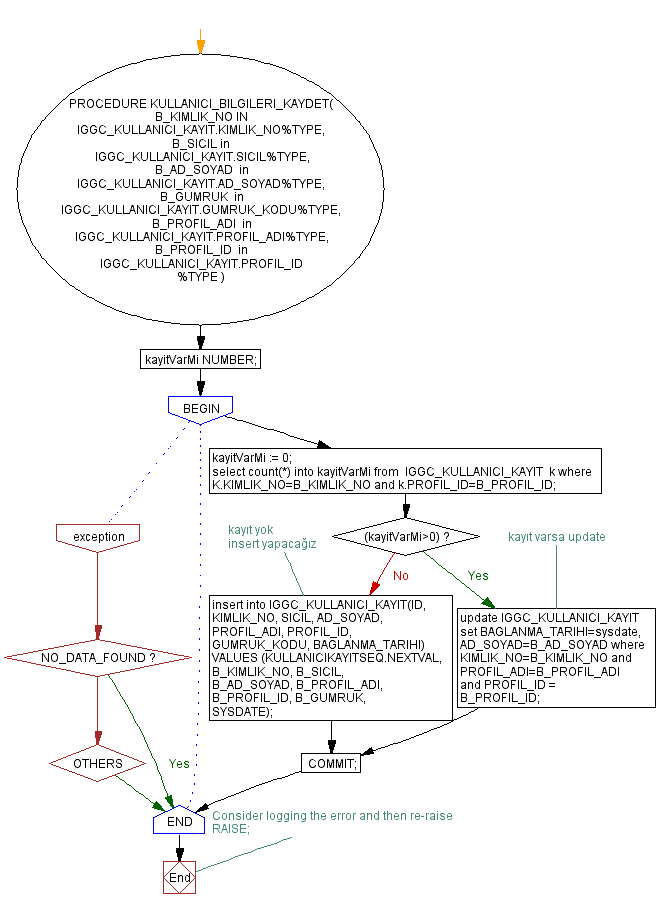 PROCEDURE KULLANICI_BILGILERI_KAYDET(
B_KIMLIK_NO IN
IGGC_KULLANICI_KAYIT.KIMLIK_NO%TYPE,
B_SICIL in
IGGC_KULLANICI_KAYIT.SICIL%TYPE,
B_AD_SOYAD in
IGGC_KULLANICI_KAYIT.AD_SOYAD%TYPE,
B_GUMRUK in
IGGC_KULLANICI_KAYIT.GUMRUK_KODU%TYPE,
B_PROFIL_ADI in
IGGC_KULLANICI_KAYIT.PROFIL_ADI%TYPE,
B_PROFIL_ID in
IGGC_KULLANICI_KAYIT.PROFIL_ID
%TYPE )
kayitVarMi NUMBER;
BEGIN
kayitVarMi := 0;
select count(*) into kayitVarMi from IGGC_KULLANICI_KAYIT k where
K.KIMLIK_NO=B_KIMLIK_NO and k.PROFIL_ID=B_PROFIL_ID;
exception
kayıt yok
insert yapacağız
(kayitVarMi>0) ?
kayıt varsa update
No
Yes
insert into IGGC_KULLANICI_KAYIT(ID,
KIMLIK_NO, SICIL, AD_SOYAD,
PROFIL_ADI, PROFIL_ID,
GUMRUK_KODU, BAGLANMA_TARIHI)
VALUES (KULLANICIKAYITSEQ.NEXTVAL,
B_KIMLIK_NO, B_SICIL,
B_AD_SOYAD, B_PROFIL_ADI,
B_PROFIL_ID, B_GUMRUK,
SYSDATE);
update IGGC_KULLANICI_KAYIT
set BAGLANMA_TARIHI=sysdate,
AD_SOYAD=B_AD_SOYAD where
KIMLIK_NO=B_KIMLIK_NO and
PROFIL_ADI=B_PROFIL_ADI
and PROFIL_ID =
B_PROFIL_ID;
NO_DATA_FOUND ?
OTHERS
Yes
COMMIT;
END
Consider logging the error and then re-raise
RAISE;
End